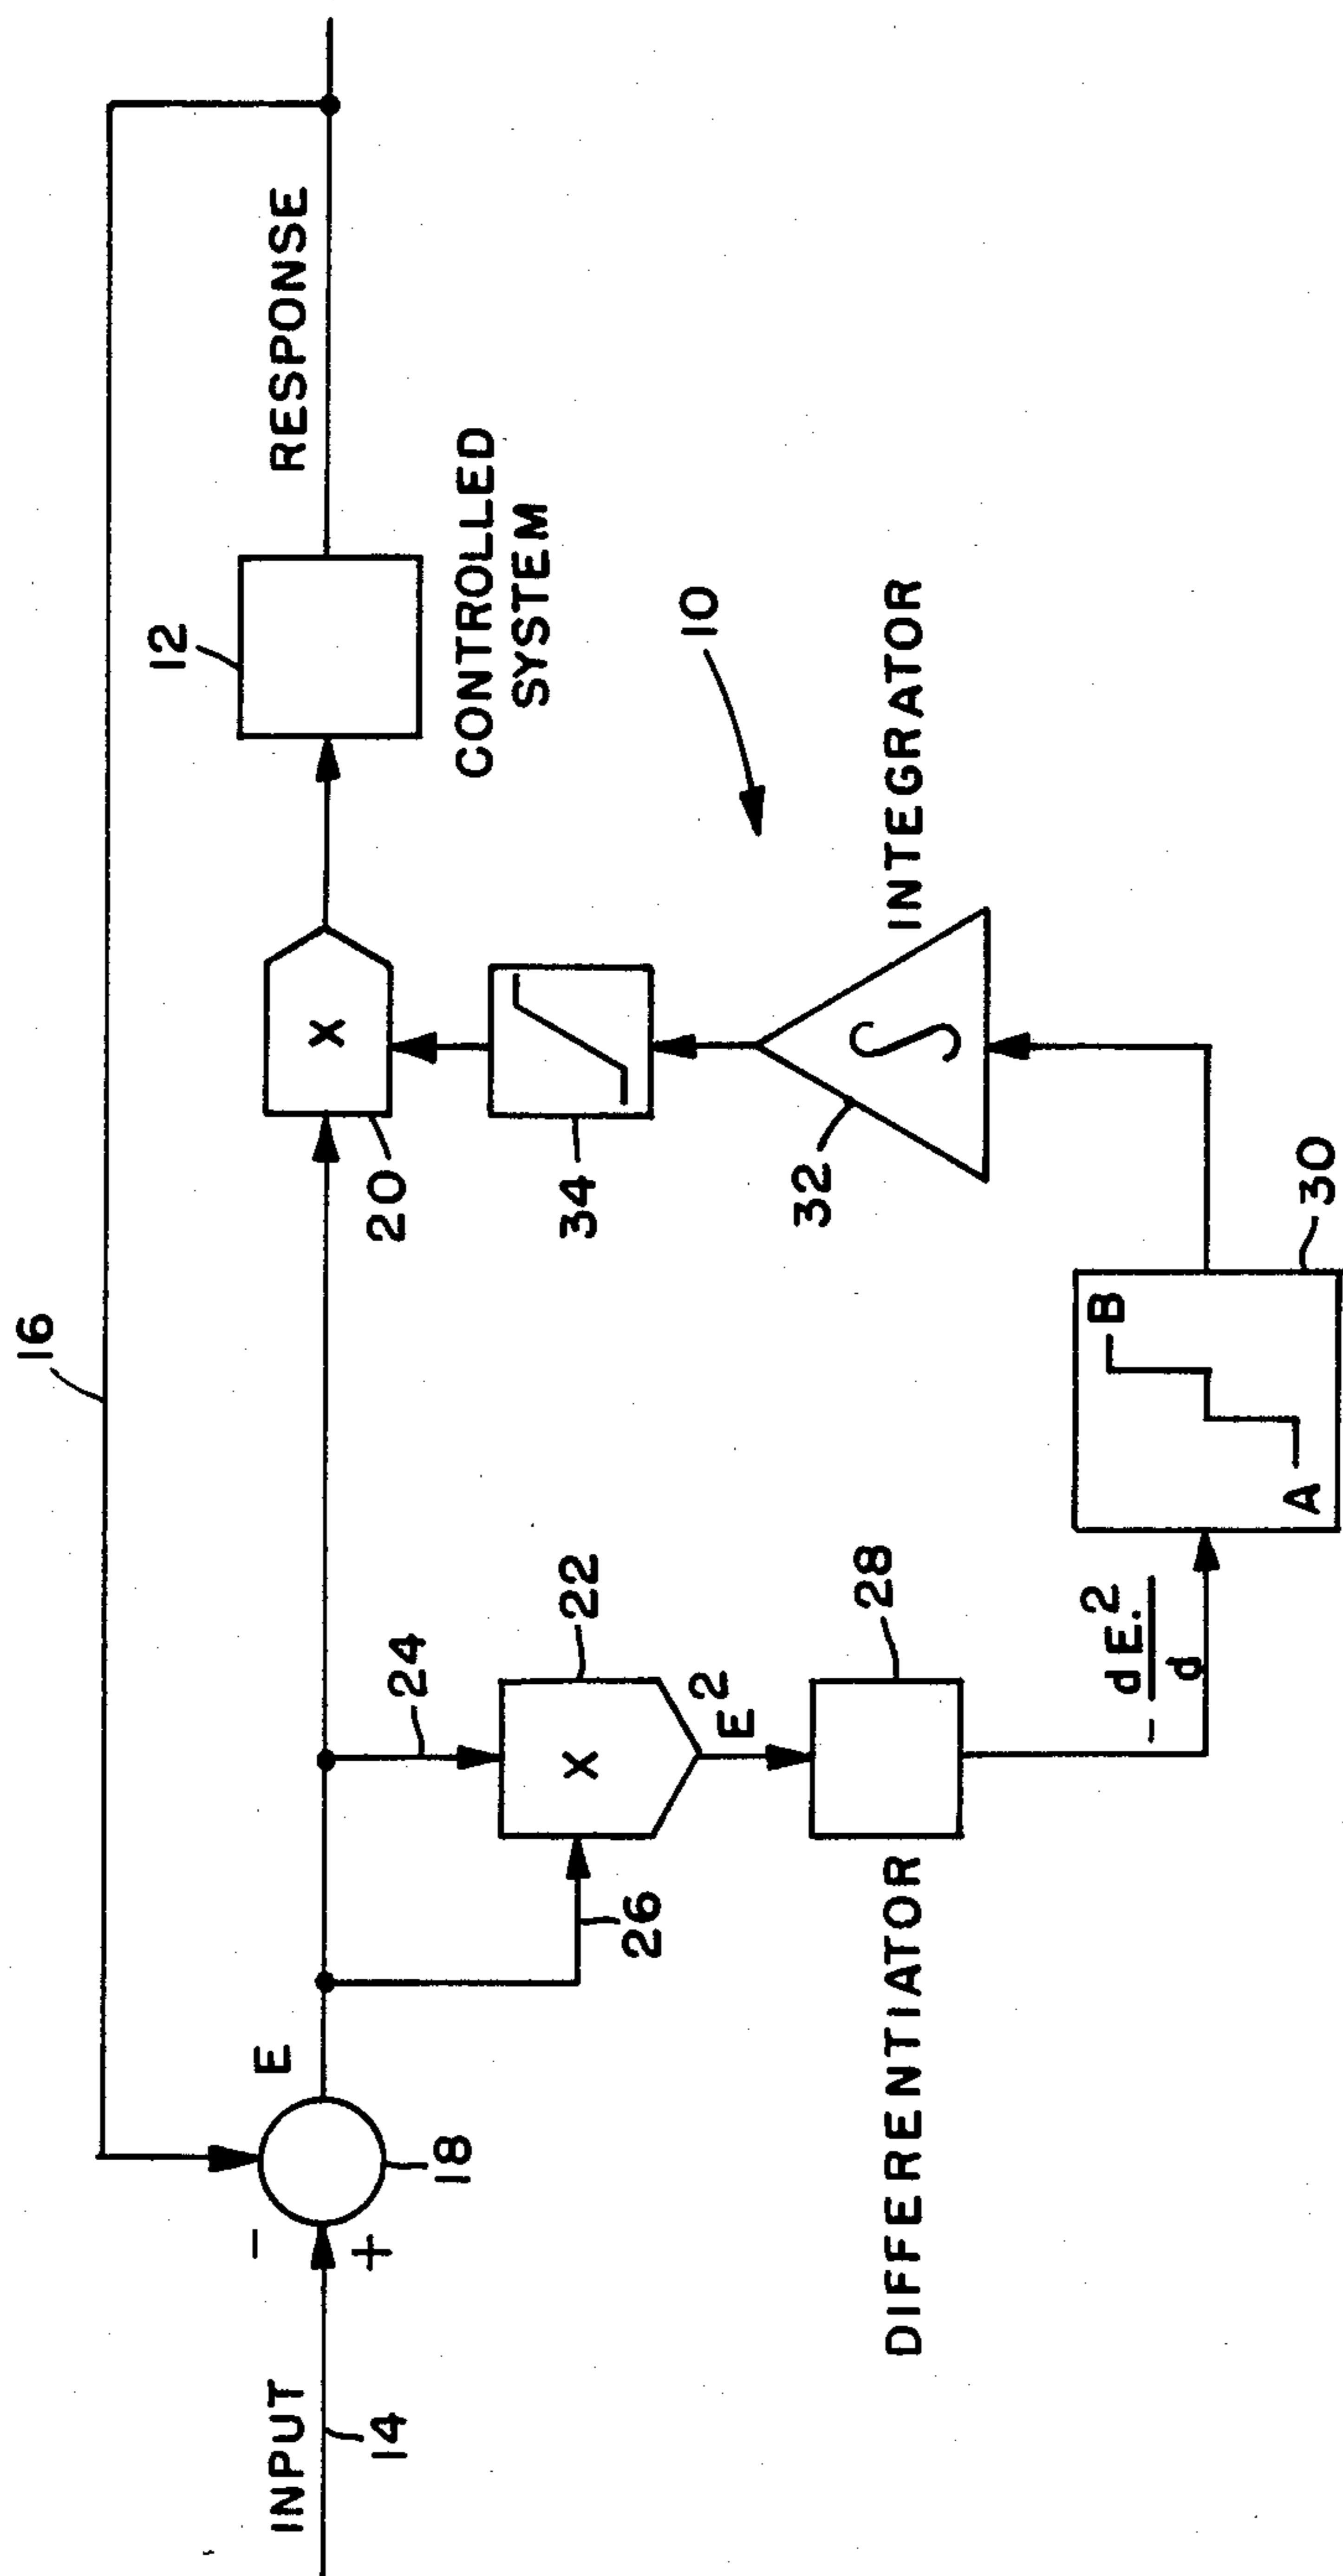 16
INPUT
14
-
+
18
E
26
24
22
X
E²
DIFFERENTIATOR
28
- dE.²
d
A
B
30
32
∫
INTEGRATOR
34
20
X
10
12
CONTROLLED
SYSTEM
RESPONSE